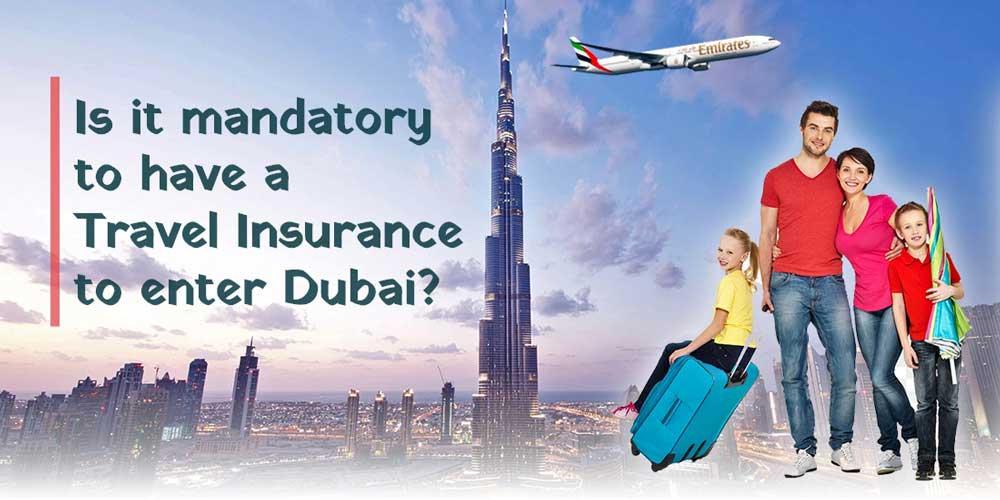 Is it mandatory
to have a
Travel Insurance
to enter Dubai?
Emirates